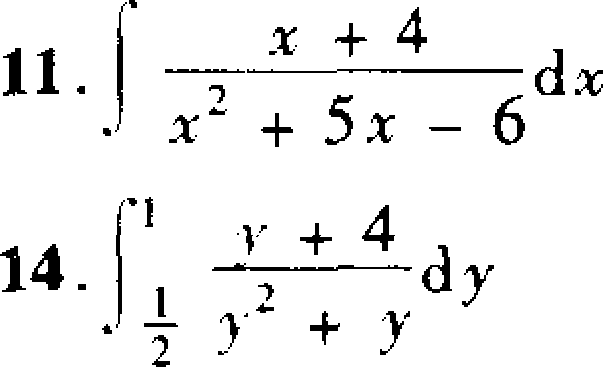 11. ∫ (x + 4)/(x² + 5x − 6) dx
14. ∫_{1/2}^{1} (y + 4)/(y² + y) dy